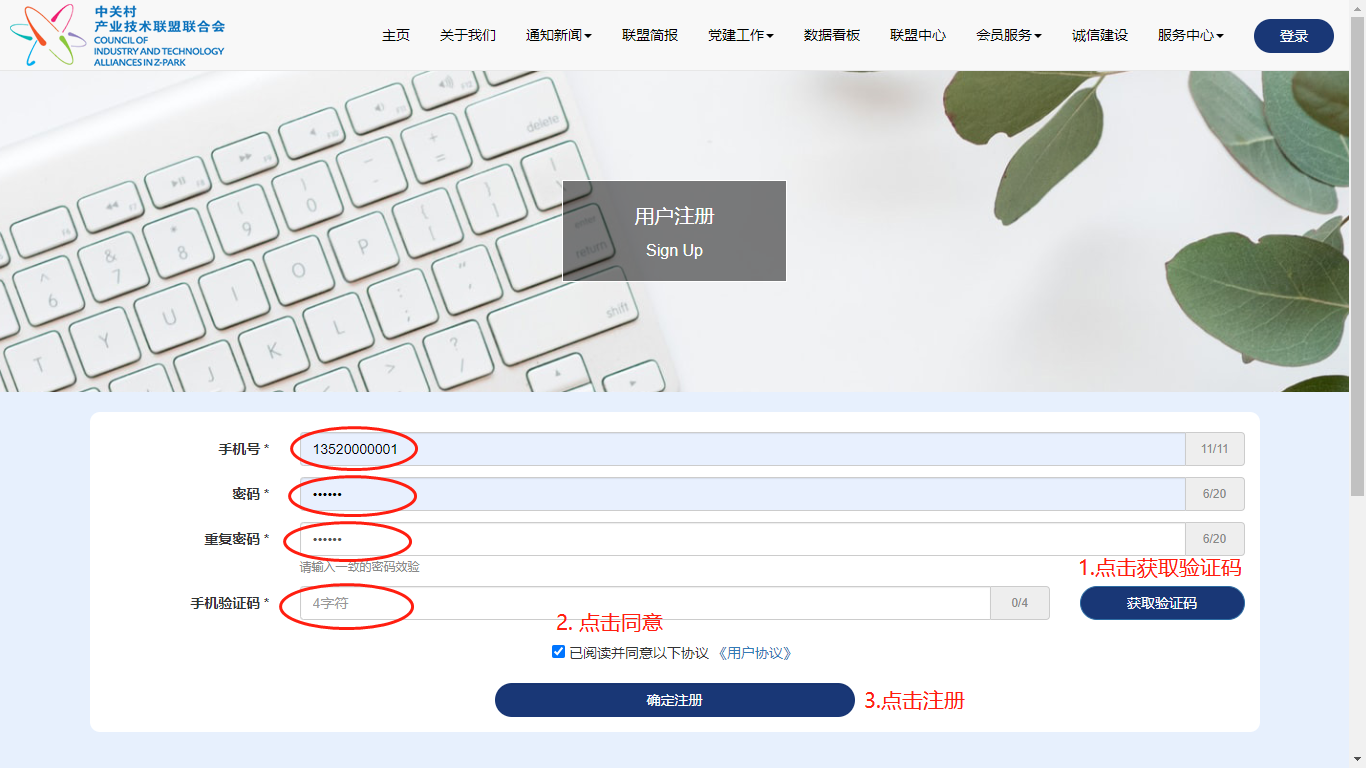 中关村
产业技术联盟联合会
COUNCIL OF
INDUSTRY AND TECHNOLOGY
ALLIANCES IN Z-PARK
主页 关于我们 通知新闻 联盟简报 党建工作 数据看板 联盟中心 会员服务 诚信建设 服务中心 登录
delete
enter
return
shift
用户注册
Sign Up
手机号 * 13520000001 11/11
密码 * •••••• 6/20
重复密码 * •••••• 6/20
请输入一致的密码效验
1.点击获取验证码
手机验证码 * 4字符 0/4 获取验证码
2. 点击同意
已阅读并同意以下协议 《用户协议》
确定注册 3.点击注册